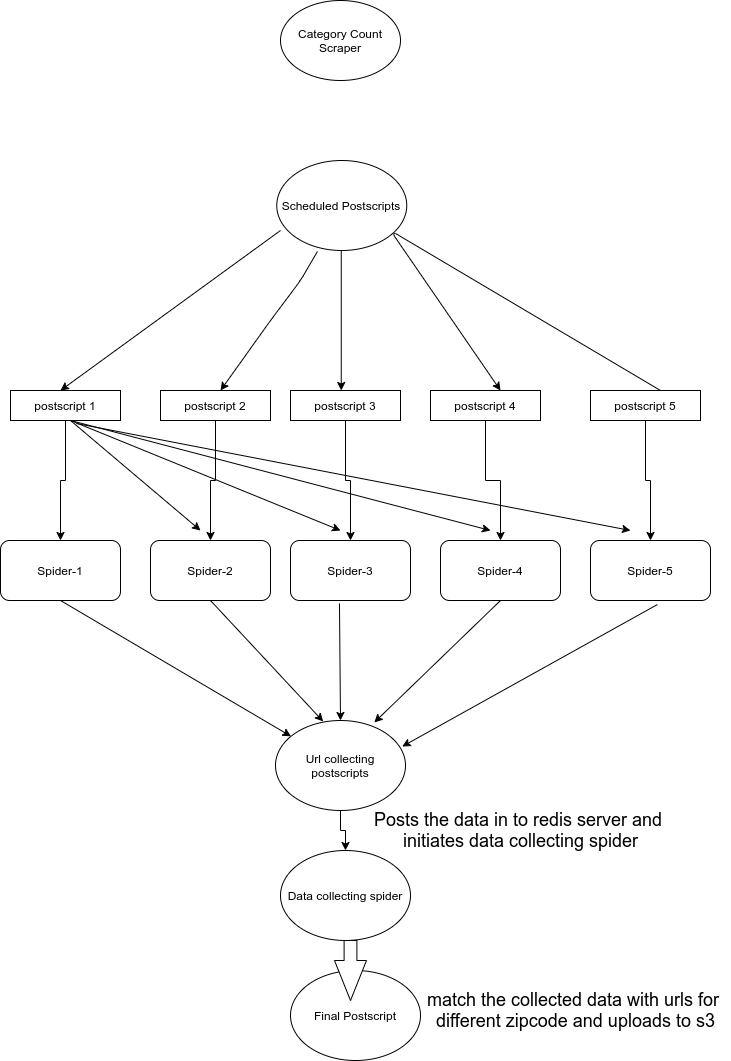 Category Count
Scraper
Scheduled Postscripts
postscript 1
postscript 2
postscript 3
postscript 4
postscript 5
Spider-1
Spider-2
Spider-3
Spider-4
Spider-5
Url collecting
postscripts
Posts the data in to redis server and
initiates data collecting spider
Data collecting spider
Final Postscript
match the collected data with urls for
different zipcode and uploads to s3